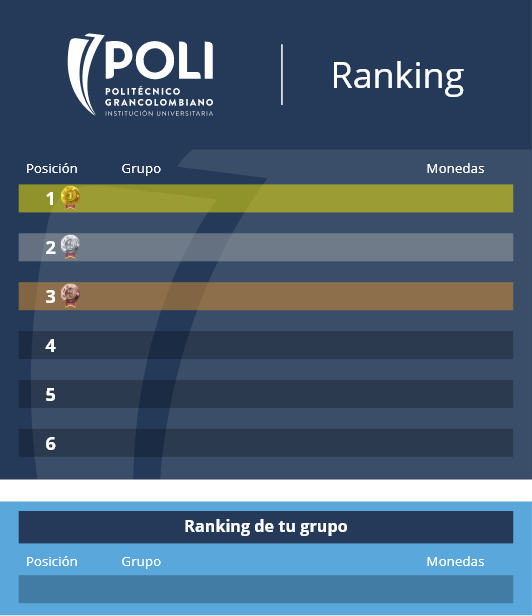 POLI
POLITÉCNICO
GRANCOLOMBIANO
INSTITUCIÓN UNIVERSITARIA
Ranking
Posición Grupo Monedas
1
2
3
4
5
6
Ranking de tu grupo
Posición Grupo Monedas